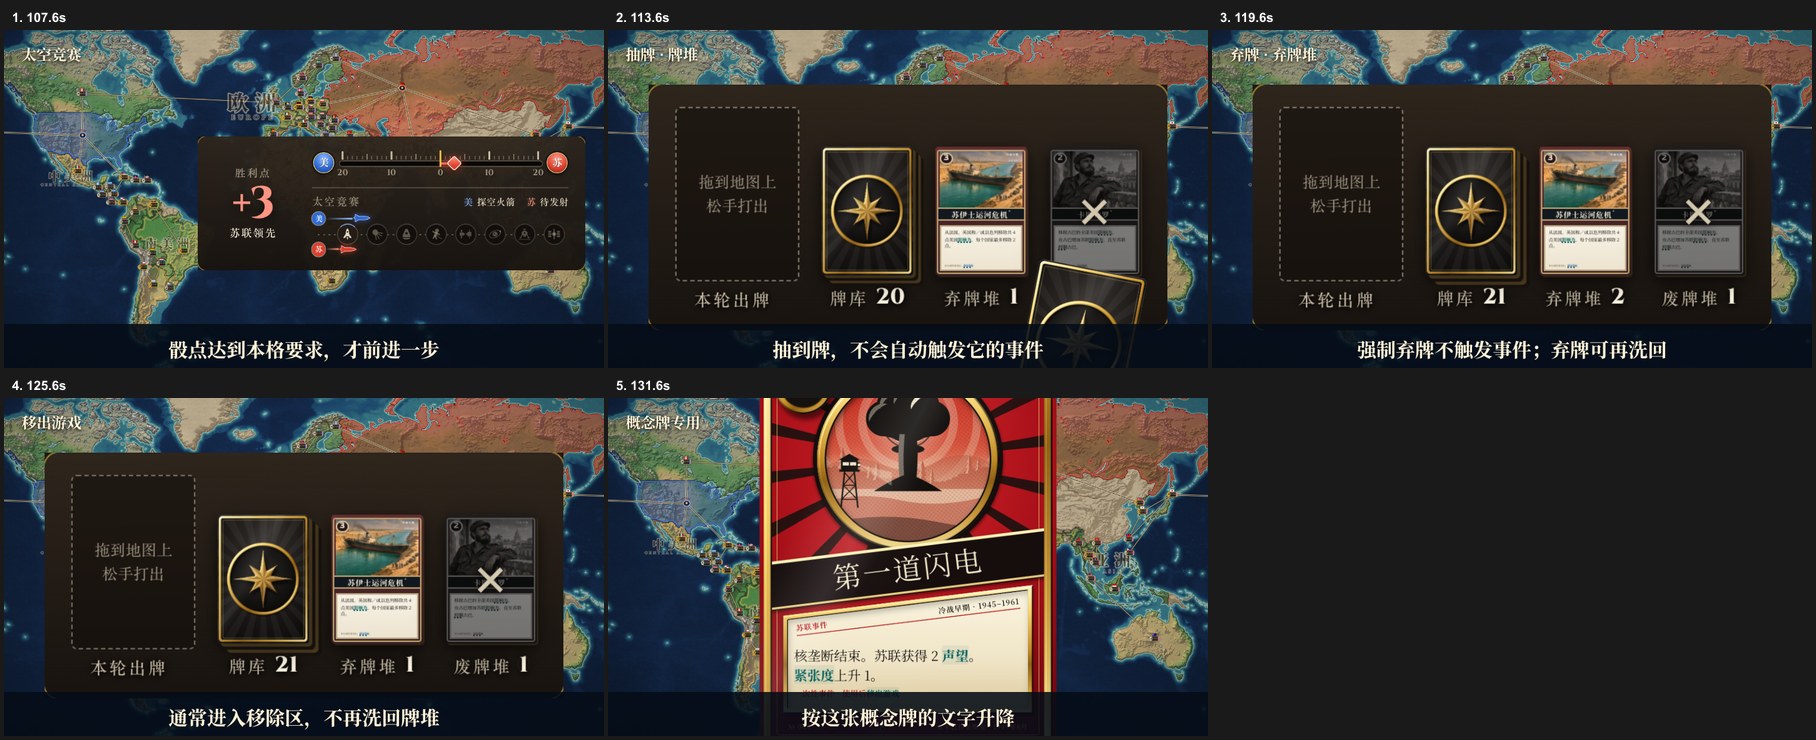 1. 107.6s
太空竞赛
欧洲
EUROPE
胜利点
+3
苏联领先
美
苏
20 10 0 10 20
太空竞赛
美 探空火箭 苏 待发射
美
苏
南美洲
骰点达到本格要求，才前进一步
2. 113.6s
抽牌·牌堆
拖到地图上
松手打出
3
苏伊士运河危机*
2
本轮出牌
牌库 20
弃牌堆 1
抽到牌，不会自动触发它的事件
3. 119.6s
弃牌·弃牌堆
拖到地图上
松手打出
3
苏伊士运河危机*
2
本轮出牌
牌库 21
弃牌堆 2
废牌堆 1
强制弃牌不触发事件；弃牌可再洗回
4. 125.6s
移出游戏
拖到地图上
松手打出
3
苏伊士运河危机*
2
本轮出牌
牌库 21
弃牌堆 1
废牌堆 1
通常进入移除区，不再洗回牌堆
5. 131.6s
概念牌专用
第一道闪电
冷战早期·1945-1961
苏联事件
核垄断结束。苏联获得 2 声望。
紧张度上升 1。
按这张概念牌的文字升降